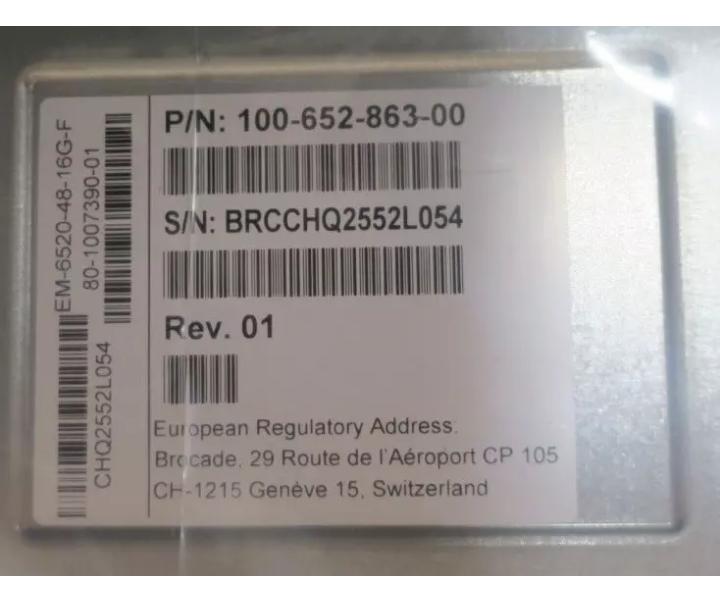 EM-6520-48-16G-F
80-1007390-01
CHQ2552L054
P/N: 100-652-863-00
S/N: BRCCHQ2552L054
Rev. 01
European Regulatory Address:
Brocade, 29 Route de l'Aéroport CP 105
CH-1215 Genève 15, Switzerland